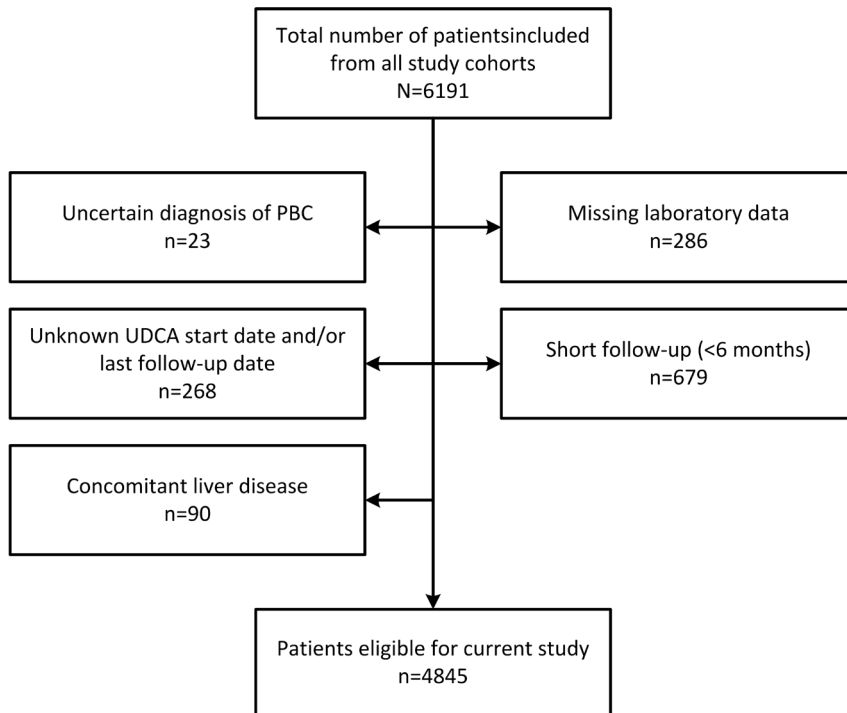 Total number of patientsincluded
from all study cohorts
N=6191
Uncertain diagnosis of PBC
n=23
Missing laboratory data
n=286
Unknown UDCA start date and/or
last follow-up date
n=268
Short follow-up (<6 months)
n=679
Concomitant liver disease
n=90
Patients eligible for current study
n=4845